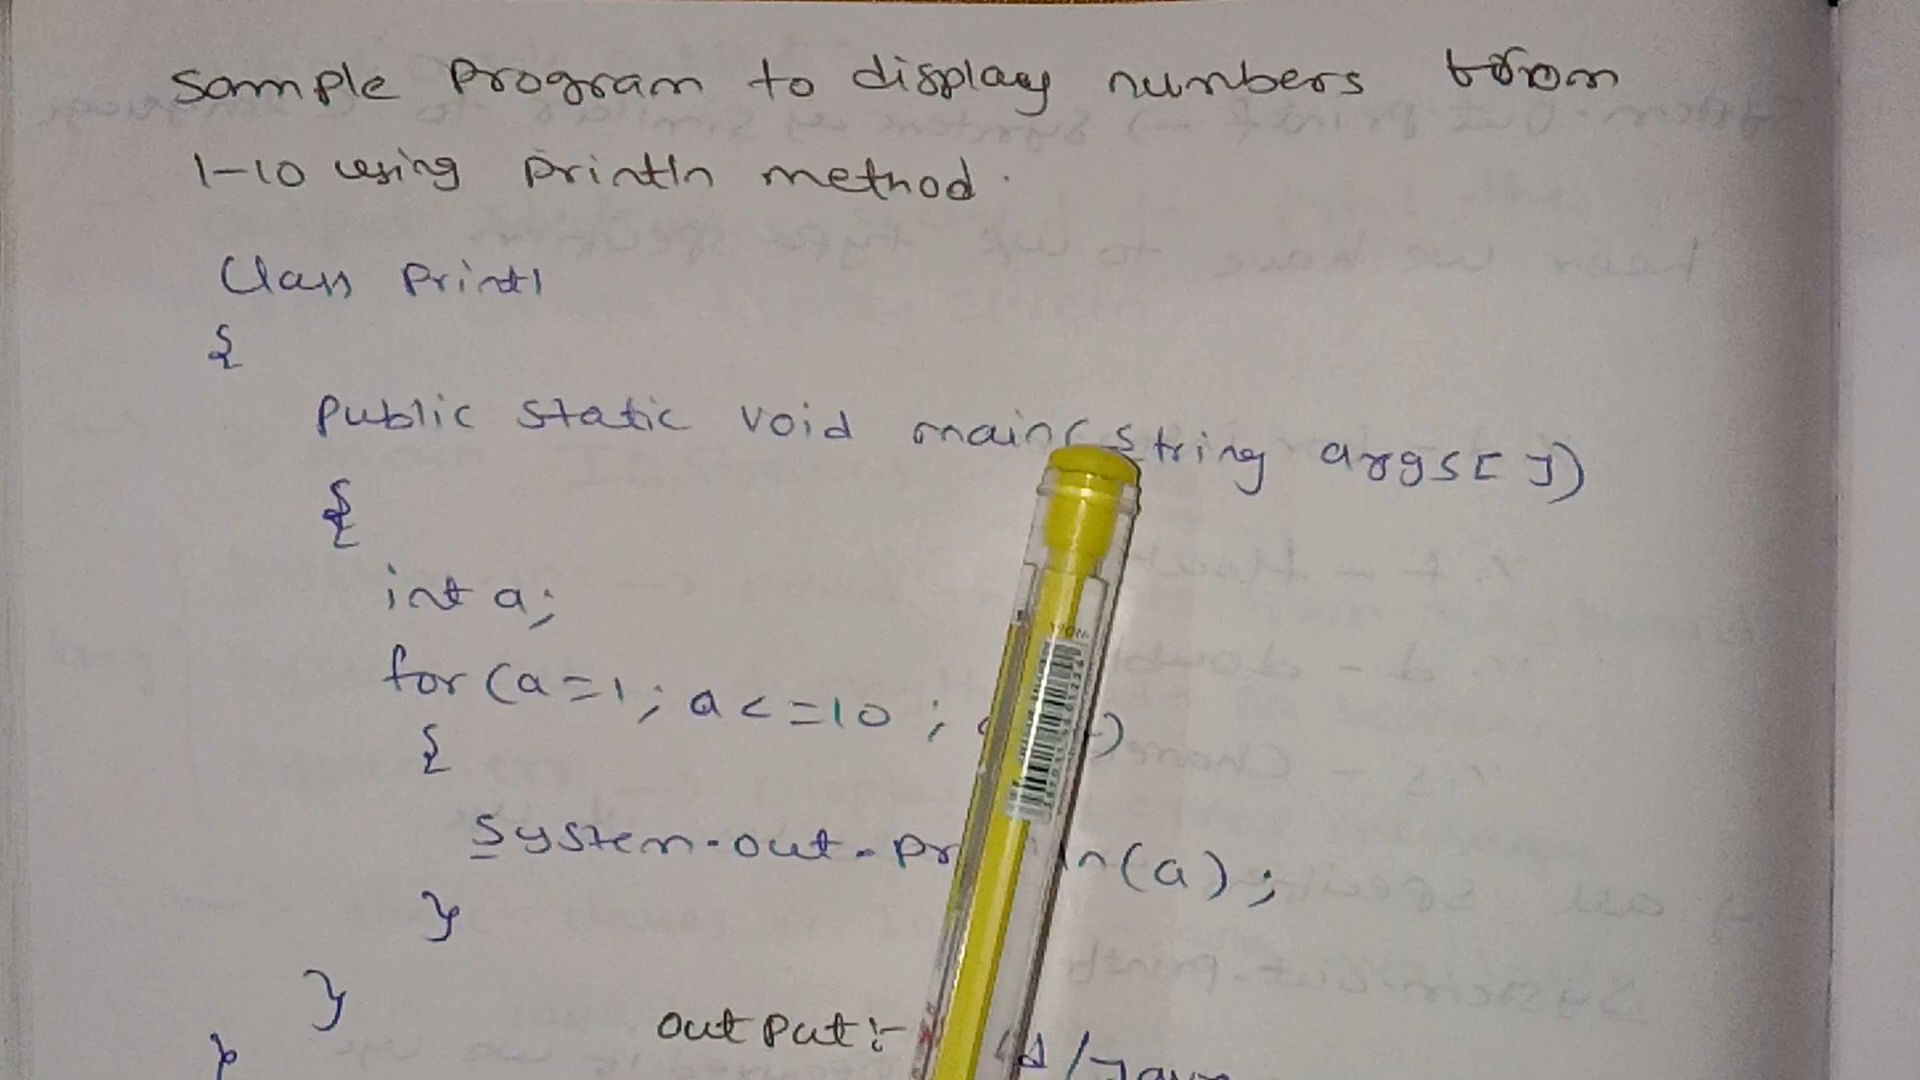 Sample Program to display numbers from
1-10 using println method.
Class Print1
{
Public static void main(String args[])
{
int a;
for(a=1; a<=10;
{
System.out.pr
ln(a);
}
}
}
output:-